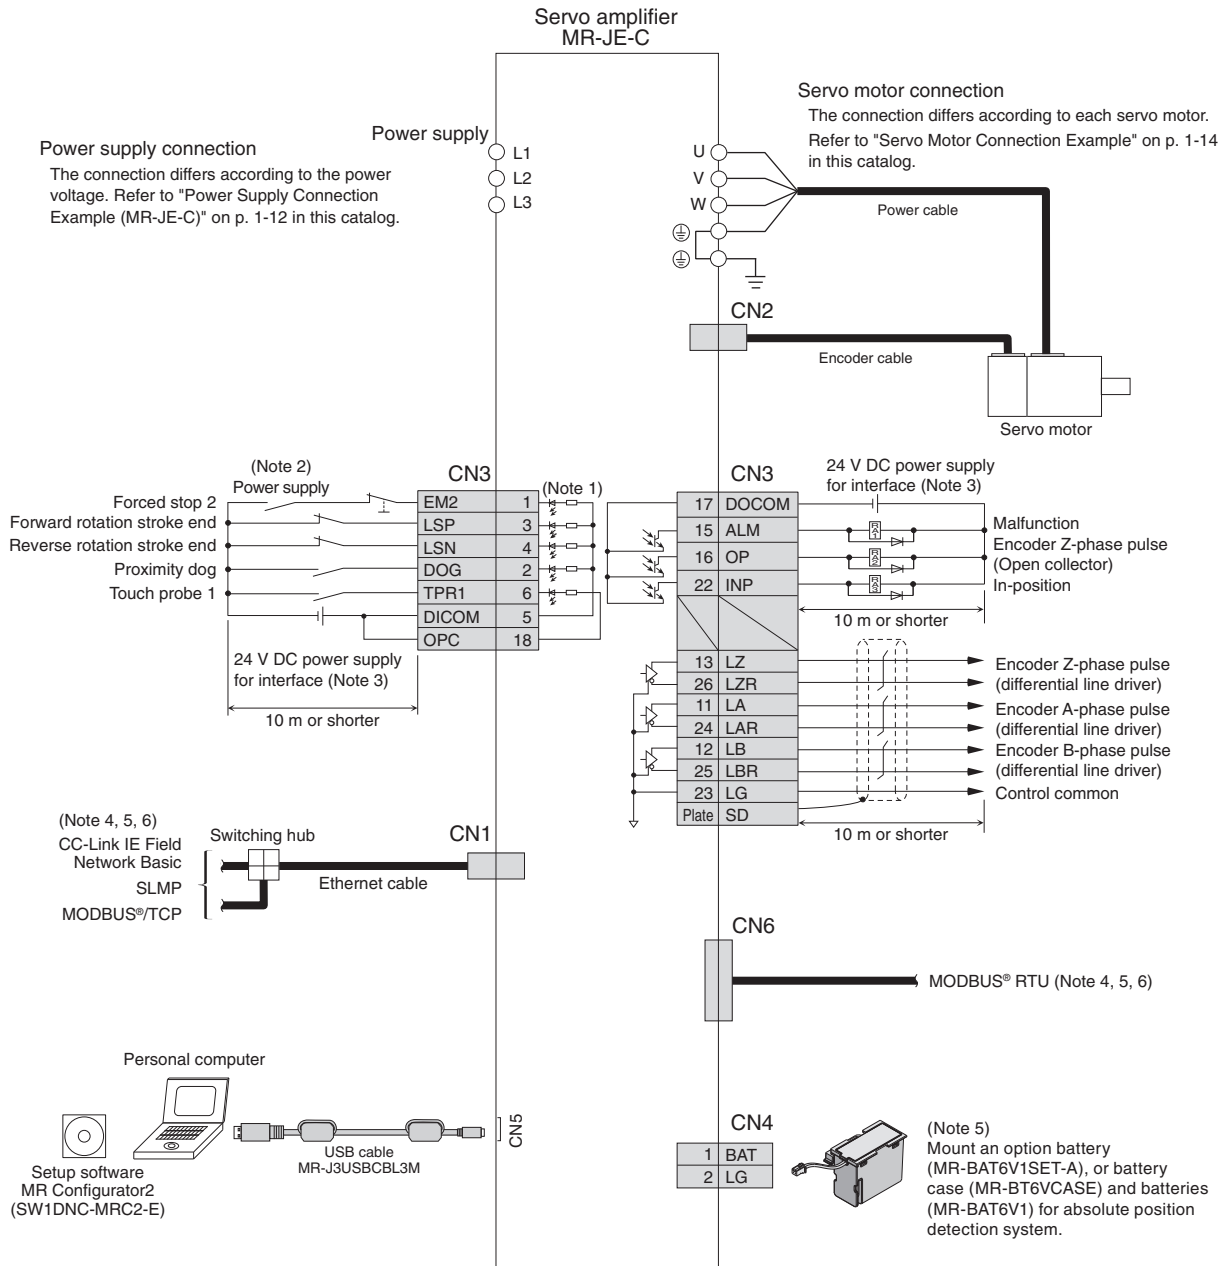 Servo amplifier
MR-JE-C
Power supply connection
The connection differs according to the power
voltage. Refer to "Power Supply Connection
Example (MR-JE-C)" on p. 1-12 in this catalog.
Power supply
L1
L2
L3
U
V
W
Servo motor connection
The connection differs according to each servo motor.
Refer to "Servo Motor Connection Example" on p. 1-14
in this catalog.
Power cable
CN2
Encoder cable
Servo motor
(Note 2)
Power supply
CN3
(Note 1)
Forced stop 2
EM2 1
Forward rotation stroke end
LSP 3
Reverse rotation stroke end
LSN 4
Proximity dog
DOG 2
Touch probe 1
TPR1 6
DICOM 5
OPC 18
24 V DC power supply
for interface (Note 3)
10 m or shorter
CN3
24 V DC power supply
for interface (Note 3)
17 DOCOM
15 ALM
RA1
Malfunction
16 OP
RA2
Encoder Z-phase pulse
(Open collector)
22 INP
RA3
In-position
10 m or shorter
13 LZ
26 LZR
Encoder Z-phase pulse
(differential line driver)
11 LA
24 LAR
Encoder A-phase pulse
(differential line driver)
12 LB
25 LBR
Encoder B-phase pulse
(differential line driver)
23 LG
Control common
Plate SD
10 m or shorter
(Note 4, 5, 6)
CC-Link IE Field
Network Basic
SLMP
MODBUS®/TCP
Switching hub
Ethernet cable
CN1
CN6
MODBUS® RTU (Note 4, 5, 6)
Personal computer
Setup software
MR Configurator2
(SW1DNC-MRC2-E)
USB cable
MR-J3USBCBL3M
CN5
CN4
1 BAT
2 LG
(Note 5)
Mount an option battery
(MR-BAT6V1SET-A), or battery
case (MR-BT6VCASE) and batteries
(MR-BAT6V1) for absolute position
detection system.